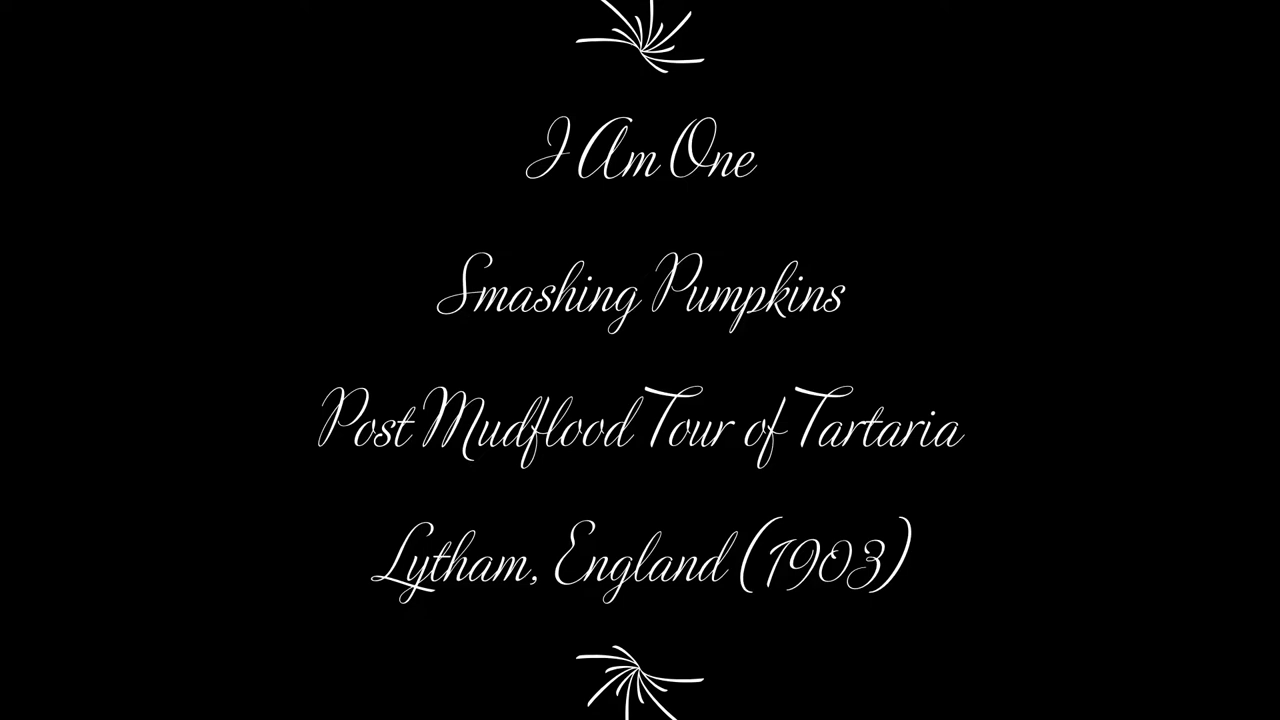 I Am One
Smashing Pumpkins
Post Mudflood Tour of Tartaria
Lytham, England (1903)